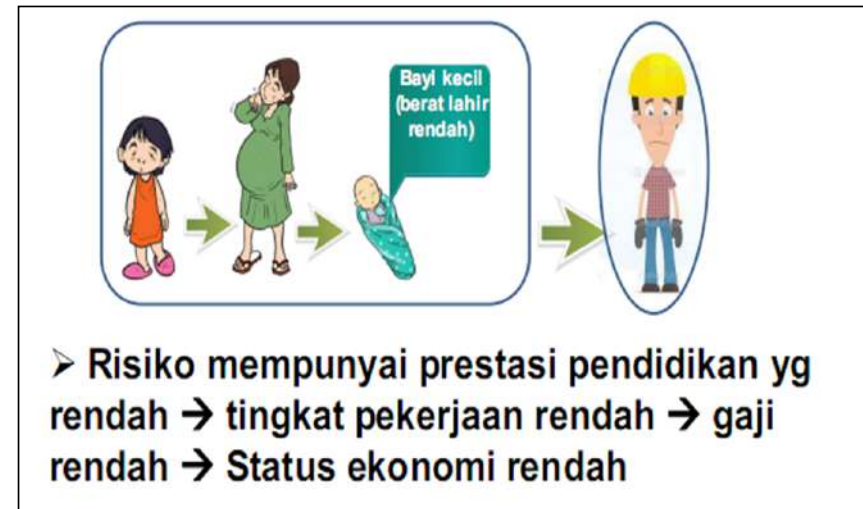 Bayi kecil
(berat lahir
rendah)
➢ Risiko mempunyai prestasi pendidikan yg
rendah → tingkat pekerjaan rendah → gaji
rendah → Status ekonomi rendah